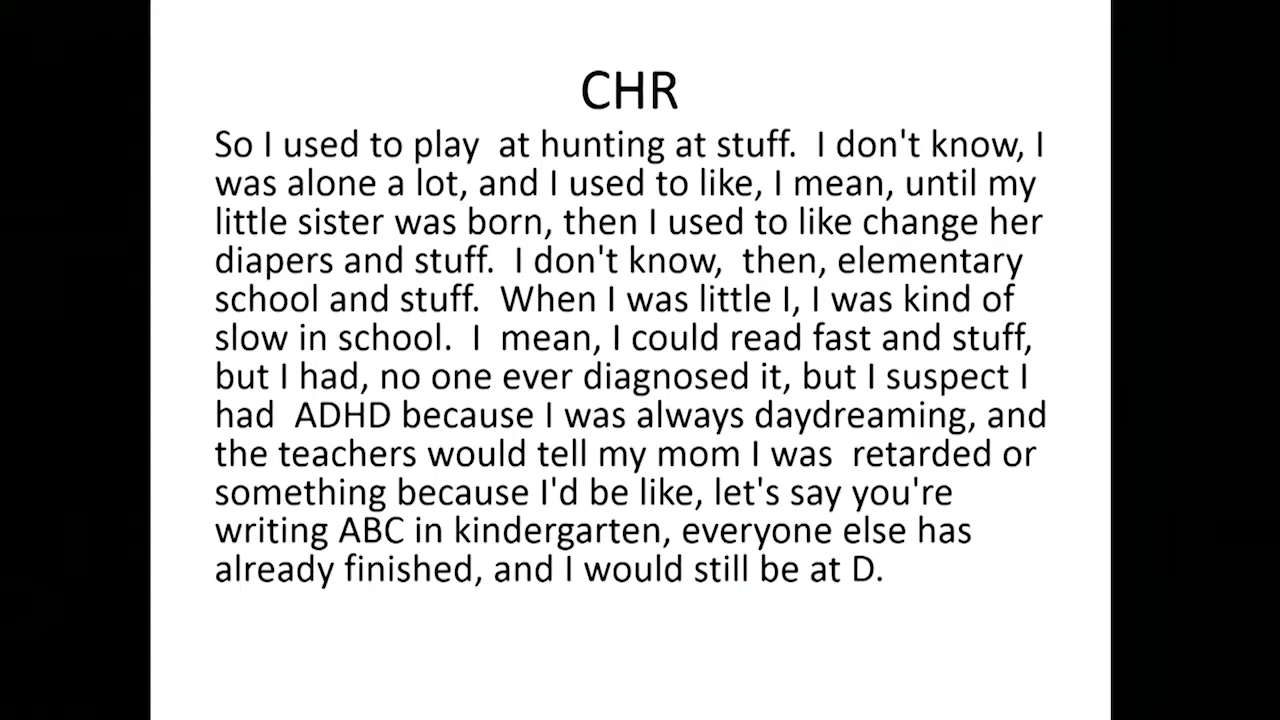 CHR
So I used to play  at hunting at stuff.  I don't know, I
was alone a lot, and I used to like, I mean, until my
little sister was born, then I used to like change her
diapers and stuff.  I don't know,  then, elementary
school and stuff.  When I was little I, I was kind of
slow in school.  I  mean, I could read fast and stuff,
but I had, no one ever diagnosed it, but I suspect I
had  ADHD because I was always daydreaming, and
the teachers would tell my mom I was  retarded or
something because I'd be like, let's say you're
writing ABC in kindergarten, everyone else has
already finished, and I would still be at D.